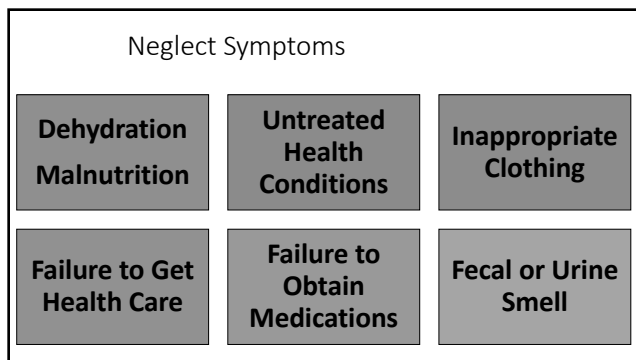 Neglect Symptoms
Dehydration
Malnutrition
Untreated
Health
Conditions
Inappropriate
Clothing
Failure to Get
Health Care
Failure to
Obtain
Medications
Fecal or Urine
Smell